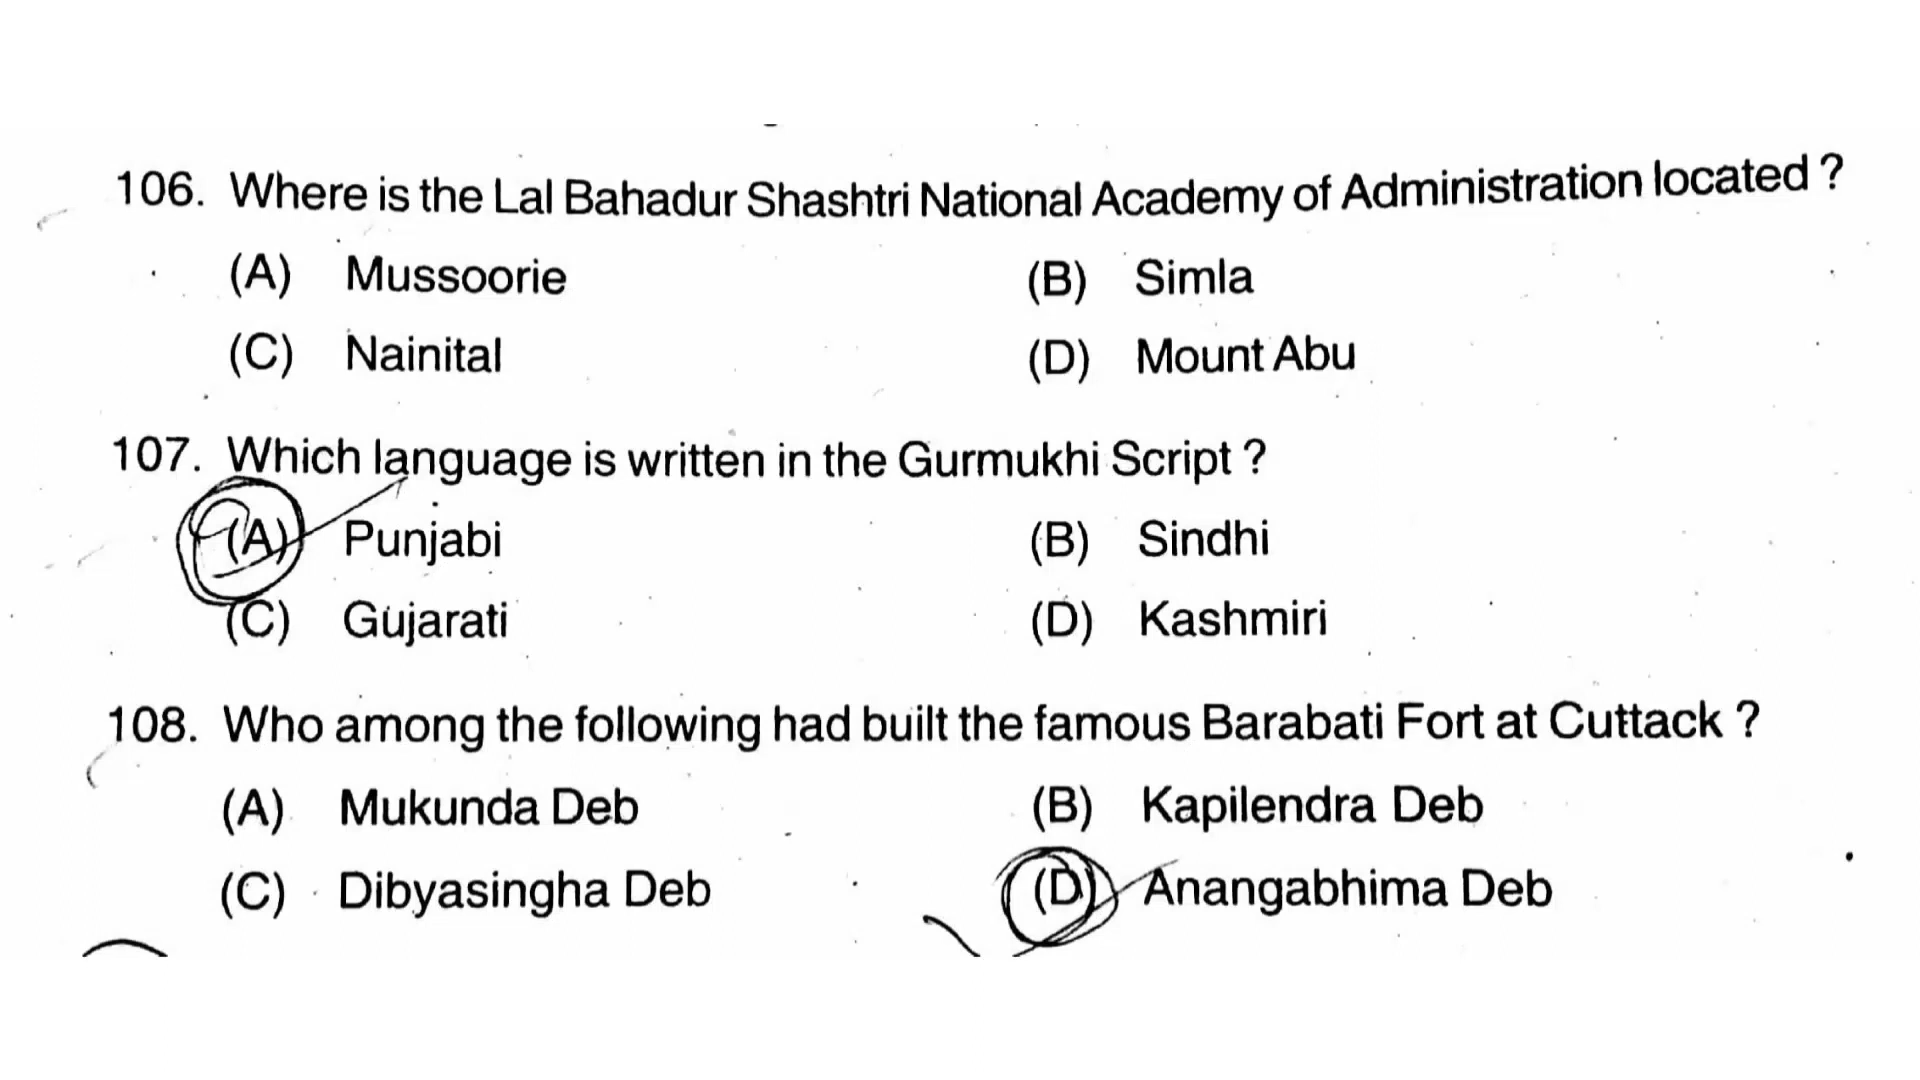 106. Where is the Lal Bahadur Shashtri National Academy of Administration located ?
(A) Mussoorie (B) Simla
(C) Nainital (D) Mount Abu
107. Which language is written in the Gurmukhi Script ?
(A) Punjabi (B) Sindhi
(C) Gujarati (D) Kashmiri
108. Who among the following had built the famous Barabati Fort at Cuttack ?
(A) Mukunda Deb (B) Kapilendra Deb
(C) Dibyasingha Deb (D) Anangabhima Deb